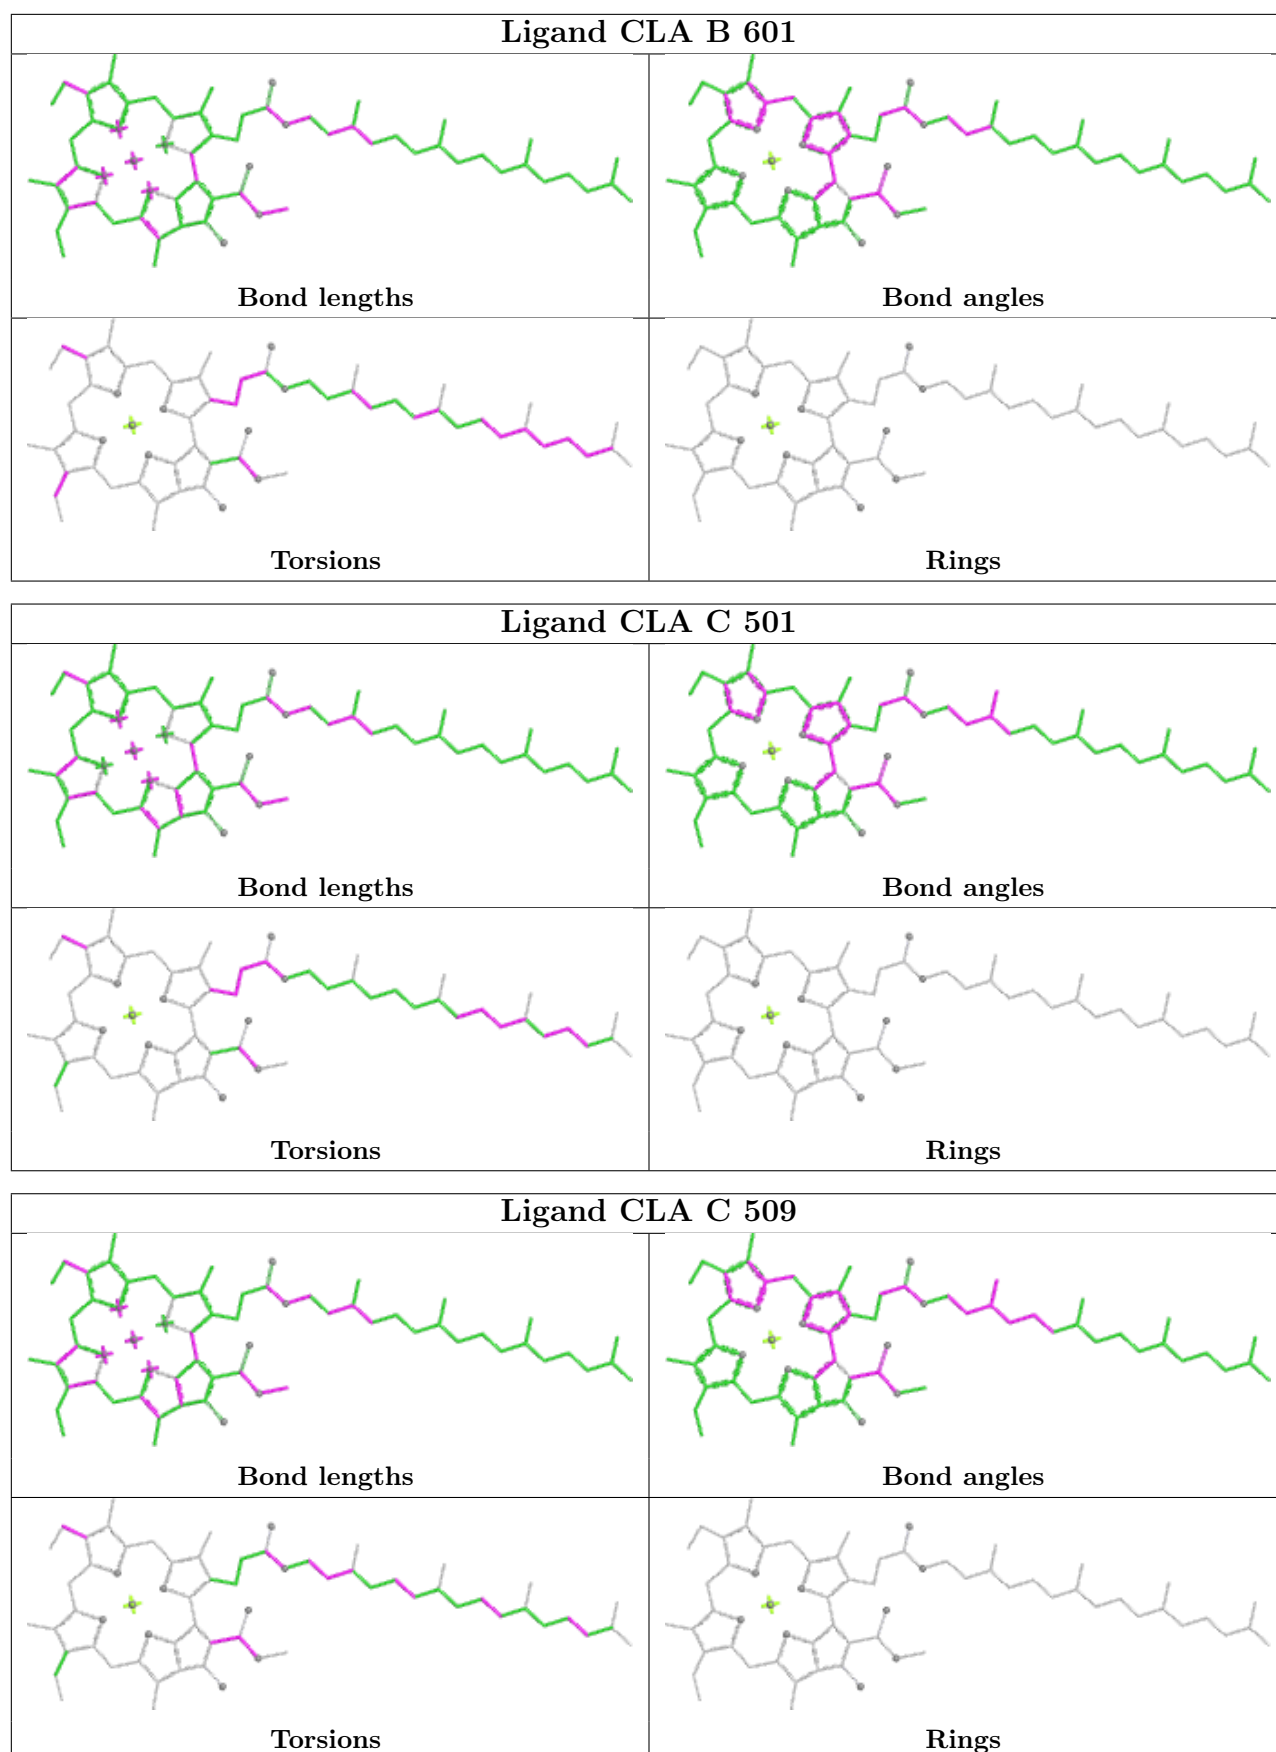 Ligand CLA B 601
Bond lengths
Bond angles
Torsions
Rings
Ligand CLA C 501
Bond lengths
Bond angles
Torsions
Rings
Ligand CLA C 509
Bond lengths
Bond angles
Torsions
Rings